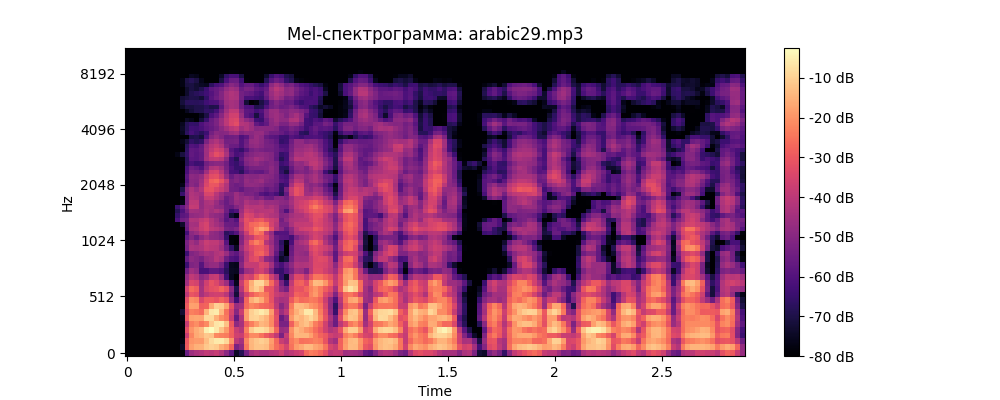 Mel-спектрограмма: arabic29.mp3
8192
4096
2048
1024
512
0
Hz
0 0.5 1 1.5 2 2.5
Time
-10 dB
-20 dB
-30 dB
-40 dB
-50 dB
-60 dB
-70 dB
-80 dB